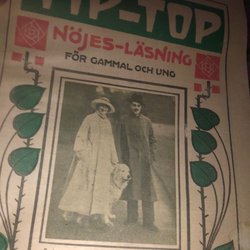 TIP-TOP
NÖJES-LÄSNING
FÖR GAMMAL OCH UNG